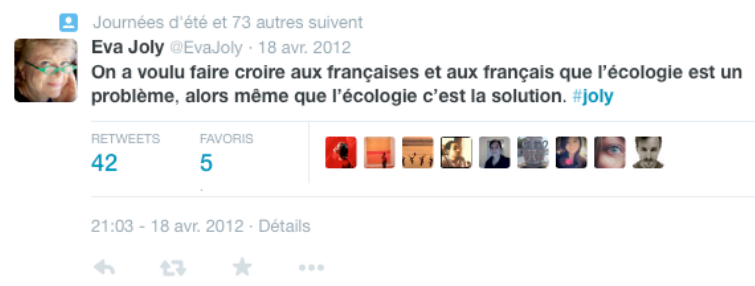 Journées d'été et 73 autres suivent
Eva Joly @EvaJoly · 18 avr. 2012
On a voulu faire croire aux françaises et aux français que l'écologie est un
problème, alors même que l'écologie c'est la solution. #joly
RETWEETS FAVORIS
42 5
21:03 - 18 avr. 2012 · Détails